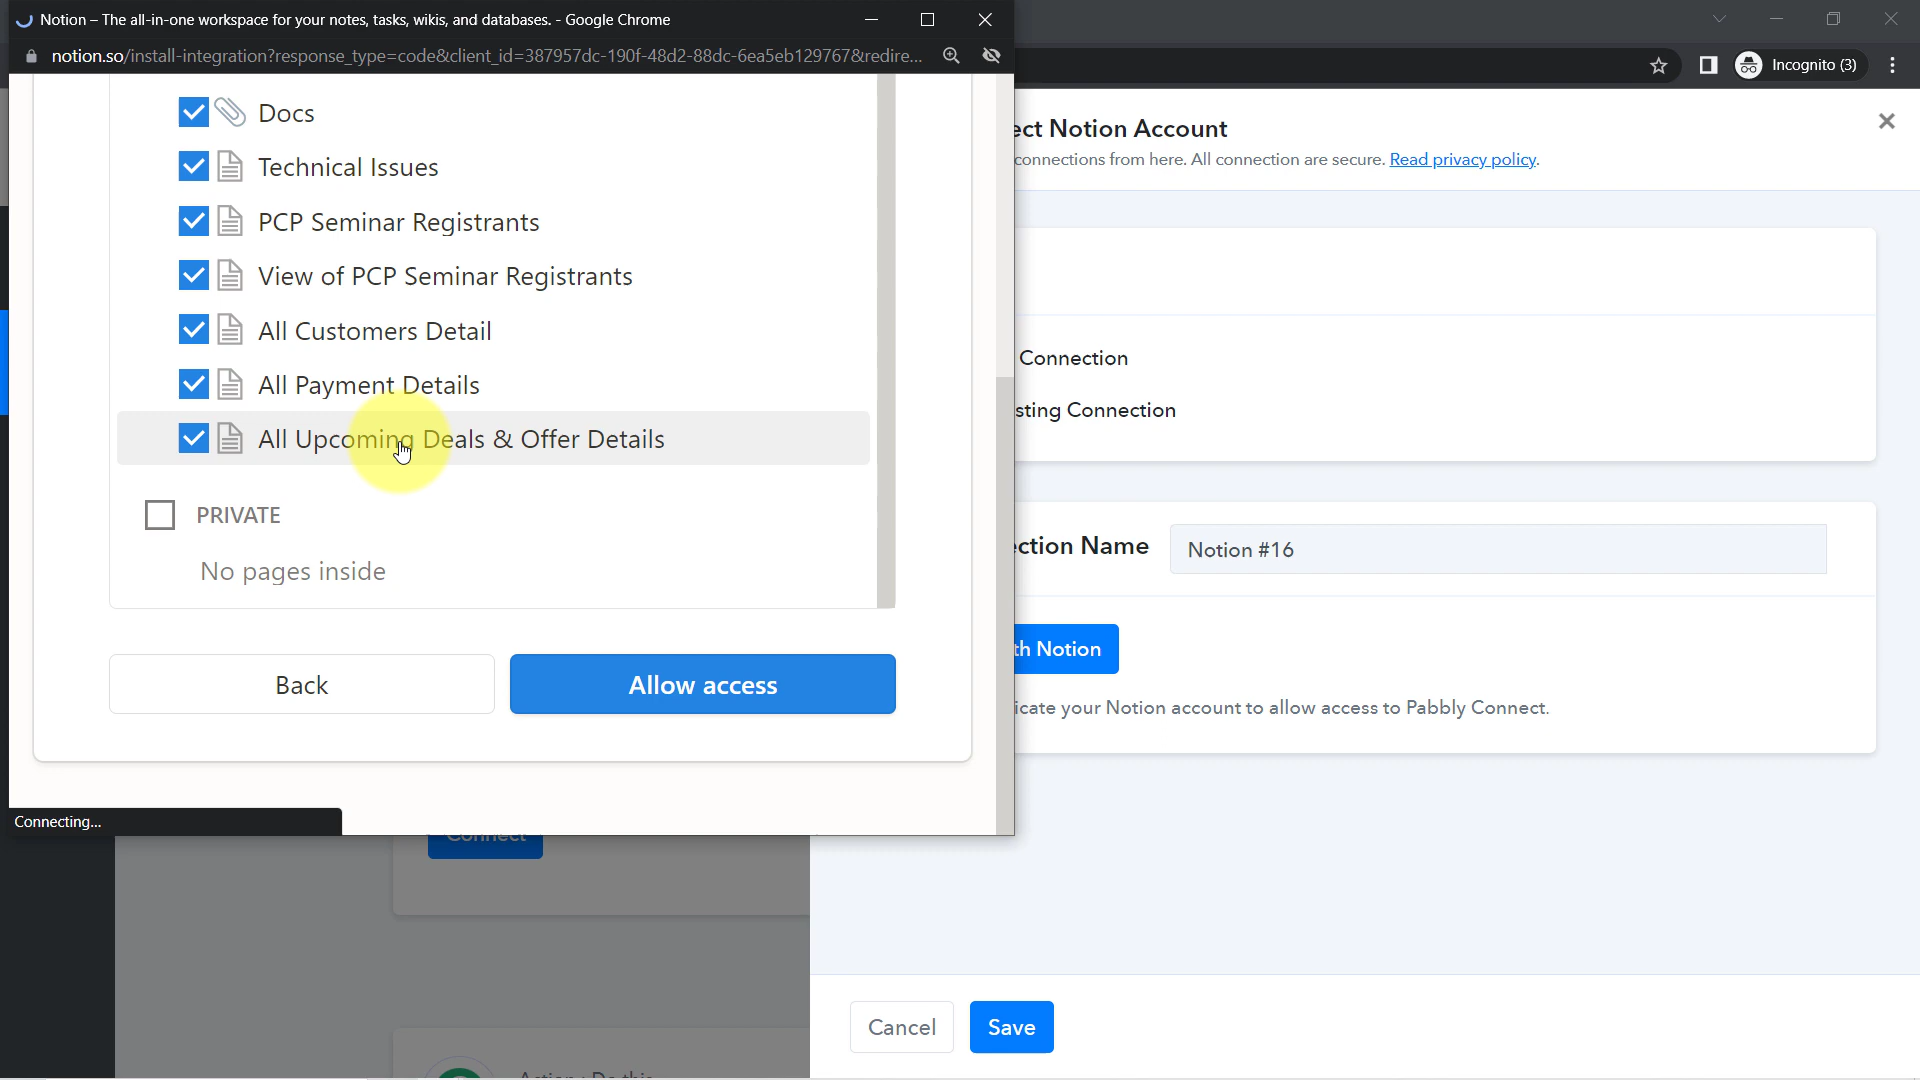 Notion – The all-in-one workspace for your notes, tasks, wikis, and databases. - Google Chrome
notion.so/install-integration?response_type=code&client_id=387957dc-190f-48d2-88dc-6ea5eb129767&redire...
Incognito (3)
Docs
Technical Issues
PCP Seminar Registrants
View of PCP Seminar Registrants
All Customers Detail
All Payment Details
All Upcoming Deals & Offer Details
PRIVATE
No pages inside
Back
Allow access
Connecting...
ect Notion Account
connections from here. All connection are secure. Read privacy policy.
Connection
sting Connection
ection Name
Notion #16
th Notion
icate your Notion account to allow access to Pabbly Connect.
Connect
Cancel
Save